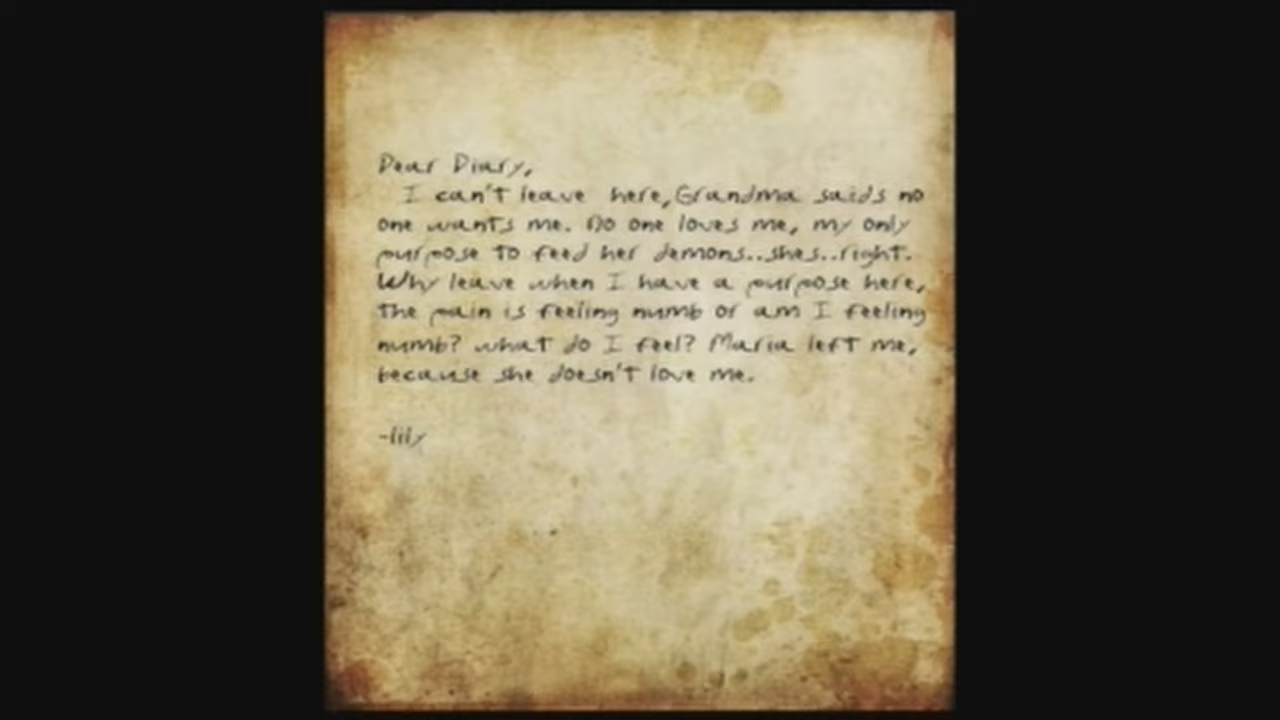 Dear Diary,
I can't leave here, Grandma saids no
one wants me. No one loves me, my only
purpose to feed her demons..shes..right.
Why leave when I have a purpose here,
the pain is feeling numb or am I feeling
numb? what do I feel? Maria left me,
because she doesn't love me.
-lily